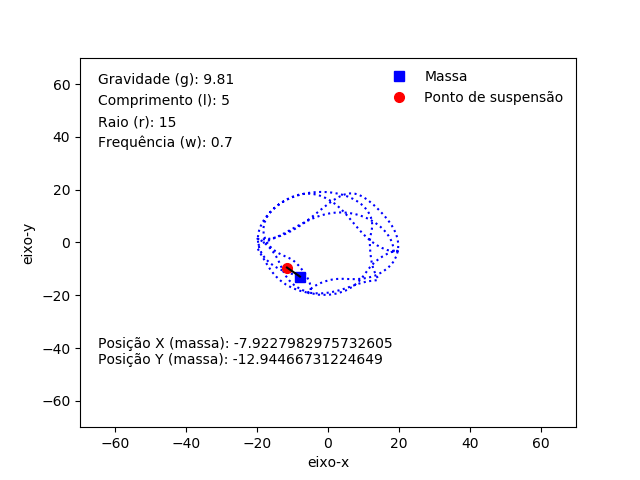 Gravidade (g): 9.81
Comprimento (l): 5
Raio (r): 15
Frequência (w): 0.7
Massa
Ponto de suspensão
60
40
20
0
−20
−40
−60
eixo-y
Posição X (massa): -7.9227982975732605
Posição Y (massa): -12.94466731224649
−60 −40 −20 0 20 40 60
eixo-x